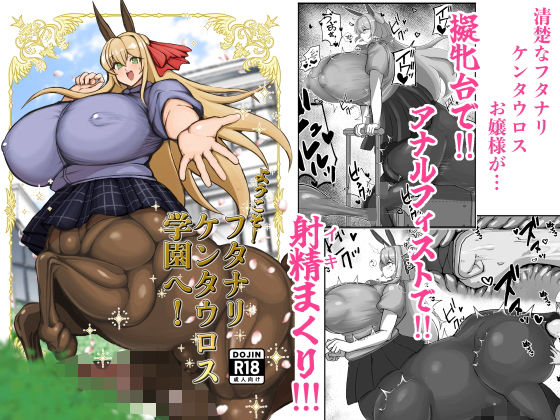 ようこそー
フタナリ
ケンタウロス
学園へ！
DOJIN
R18
成人向け
清楚なフタナリ
ケンタウロス
お嬢様が…
擬牝台で!!
アナルフィストで!!
イキ
射精まくり!!!